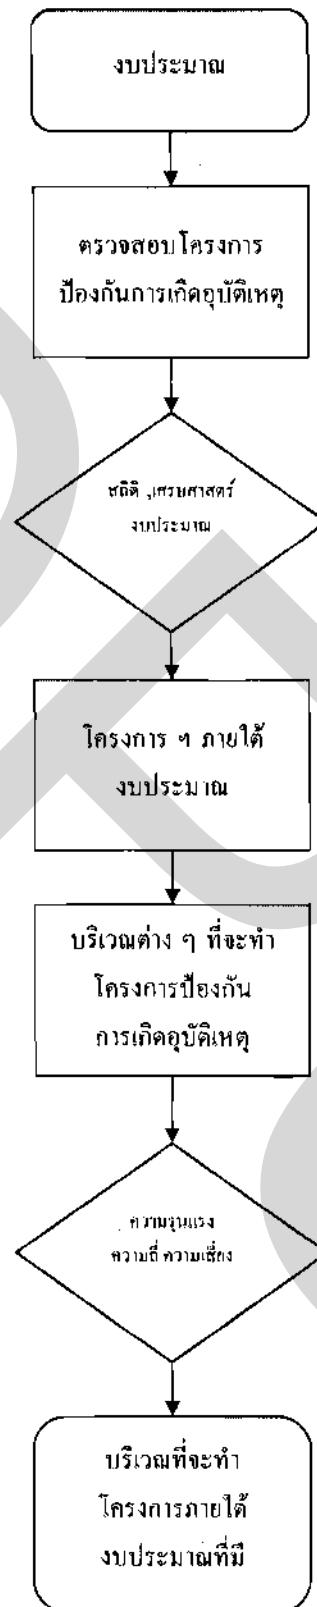 งบประมาณ
ตรวจสอบโครงการ
ป้องกันการเกิดอุบัติเหตุ
สถิติ ,เศรษศาสตร์
งบประมาณ
โครงการ ฯ ภายใต้
งบประมาณ
บริเวณต่าง ๆ ที่จะทำ
โครงการป้องกัน
การเกิดอุบัติเหตุ
ความรุนแรง
ความถี่ ความเสี่ยง
บริเวณที่จะทำ
โครงการภายใต้
งบประมาณที่มี